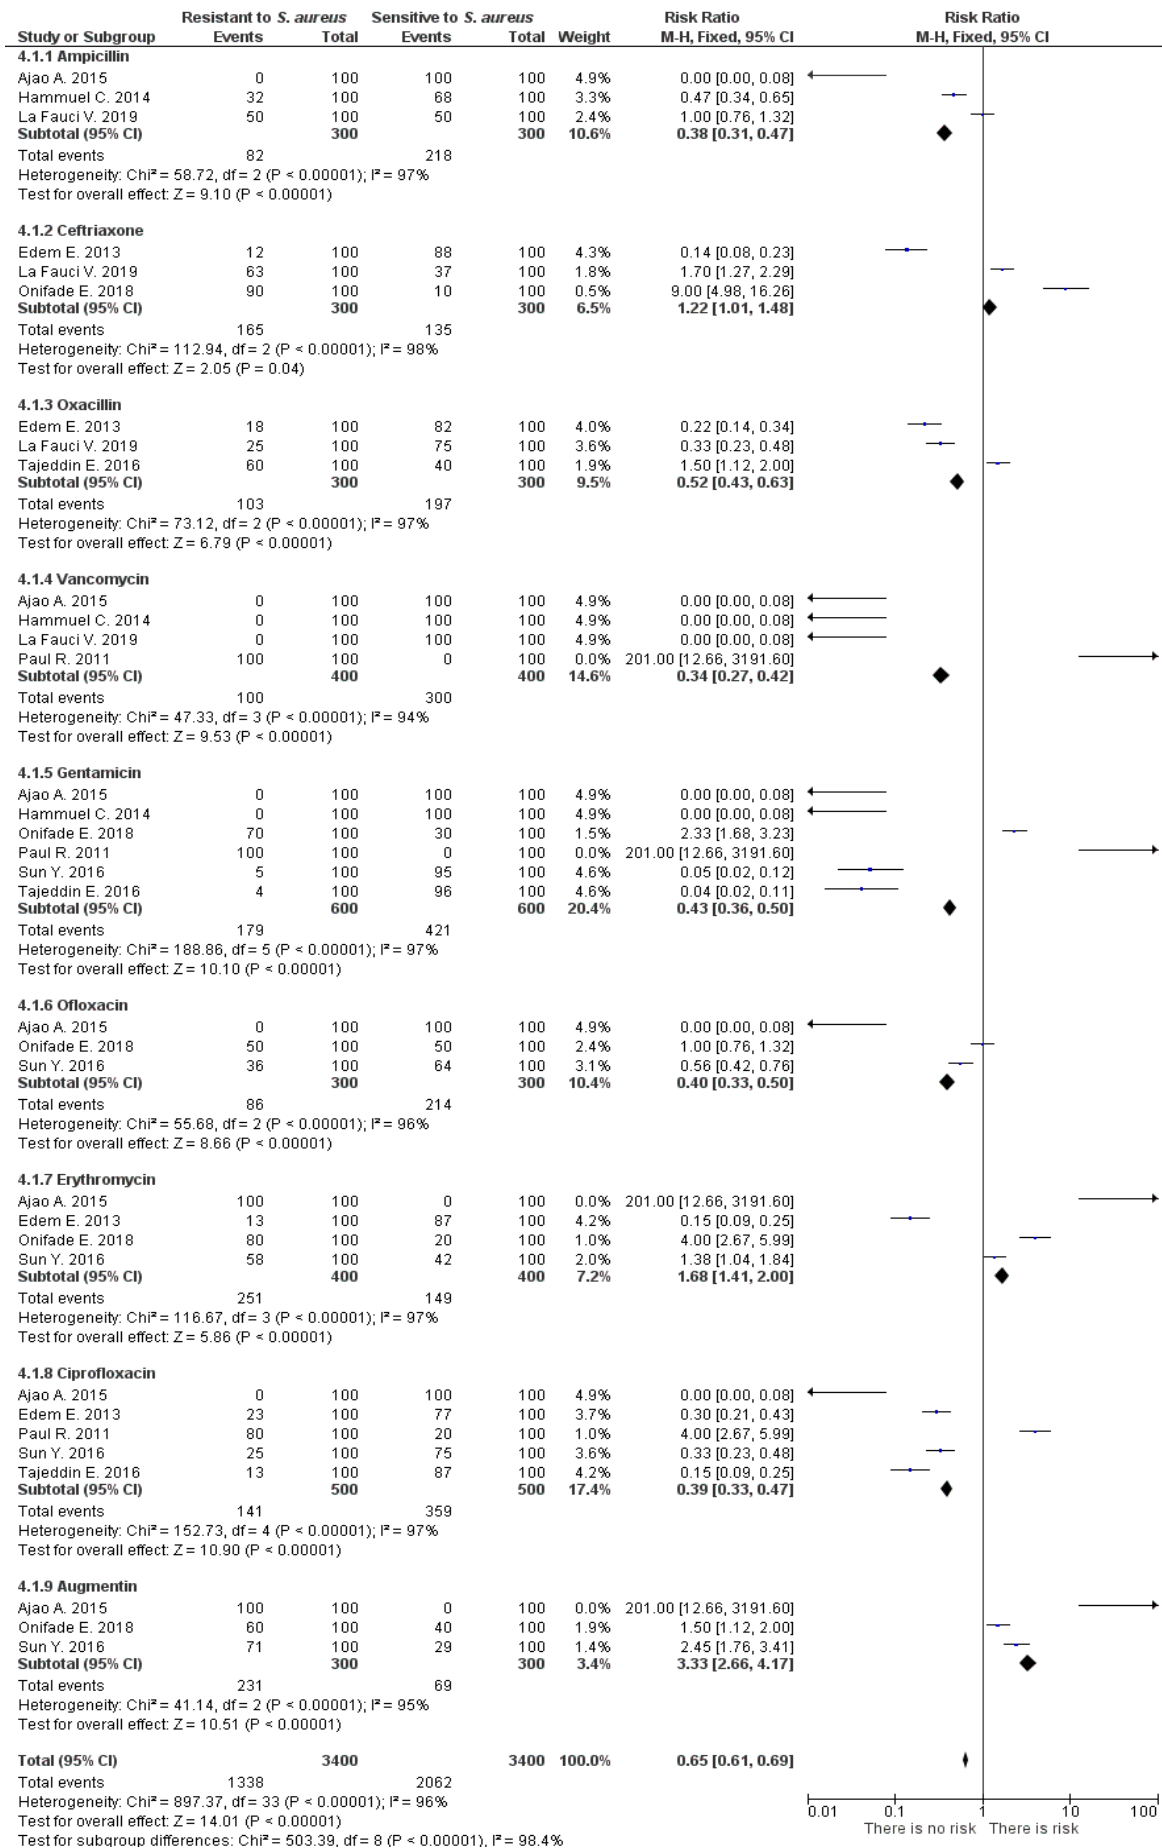 Resistant to S. aureus Sensitive to S. aureus Risk Ratio Risk Ratio
Study or Subgroup Events Total Events Total Weight M-H, Fixed, 95% CI M-H, Fixed, 95% CI
4.1.1 Ampicillin
Ajao A. 2015 0 100 100 100 4.9% 0.00 [0.00, 0.08]
Hammuel C. 2014 32 100 68 100 3.3% 0.47 [0.34, 0.65]
La Fauci V. 2019 50 100 50 100 2.4% 1.00 [0.76, 1.32]
Subtotal (95% CI) 300 300 10.6% 0.38 [0.31, 0.47]
Total events 82 218
Heterogeneity: Chi² = 58.72, df = 2 (P < 0.00001); I² = 97%
Test for overall effect: Z = 9.10 (P < 0.00001)
4.1.2 Ceftriaxone
Edem E. 2013 12 100 88 100 4.3% 0.14 [0.08, 0.23]
La Fauci V. 2019 63 100 37 100 1.8% 1.70 [1.27, 2.29]
Onifade E. 2018 90 100 10 100 0.5% 9.00 [4.98, 16.26]
Subtotal (95% CI) 300 300 6.5% 1.22 [1.01, 1.48]
Total events 165 135
Heterogeneity: Chi² = 112.94, df = 2 (P < 0.00001); I² = 98%
Test for overall effect: Z = 2.05 (P = 0.04)
4.1.3 Oxacillin
Edem E. 2013 18 100 82 100 4.0% 0.22 [0.14, 0.34]
La Fauci V. 2019 25 100 75 100 3.6% 0.33 [0.23, 0.48]
Tajeddin E. 2016 60 100 40 100 1.9% 1.50 [1.12, 2.00]
Subtotal (95% CI) 300 300 9.5% 0.52 [0.43, 0.63]
Total events 103 197
Heterogeneity: Chi² = 73.12, df = 2 (P < 0.00001); I² = 97%
Test for overall effect: Z = 6.79 (P < 0.00001)
4.1.4 Vancomycin
Ajao A. 2015 0 100 100 100 4.9% 0.00 [0.00, 0.08]
Hammuel C. 2014 0 100 100 100 4.9% 0.00 [0.00, 0.08]
La Fauci V. 2019 0 100 100 100 4.9% 0.00 [0.00, 0.08]
Paul R. 2011 100 100 0 100 0.0% 201.00 [12.66, 3191.60]
Subtotal (95% CI) 400 400 14.6% 0.34 [0.27, 0.42]
Total events 100 300
Heterogeneity: Chi² = 47.33, df = 3 (P < 0.00001); I² = 94%
Test for overall effect: Z = 9.53 (P < 0.00001)
4.1.5 Gentamicin
Ajao A. 2015 0 100 100 100 4.9% 0.00 [0.00, 0.08]
Hammuel C. 2014 0 100 100 100 4.9% 0.00 [0.00, 0.08]
Onifade E. 2018 70 100 30 100 1.5% 2.33 [1.68, 3.23]
Paul R. 2011 100 100 0 100 0.0% 201.00 [12.66, 3191.60]
Sun Y. 2016 5 100 95 100 4.6% 0.05 [0.02, 0.12]
Tajeddin E. 2016 4 100 96 100 4.6% 0.04 [0.02, 0.11]
Subtotal (95% CI) 600 600 20.4% 0.43 [0.36, 0.50]
Total events 179 421
Heterogeneity: Chi² = 188.86, df = 5 (P < 0.00001); I² = 97%
Test for overall effect: Z = 10.10 (P < 0.00001)
4.1.6 Ofloxacin
Ajao A. 2015 0 100 100 100 4.9% 0.00 [0.00, 0.08]
Onifade E. 2018 50 100 50 100 2.4% 1.00 [0.76, 1.32]
Sun Y. 2016 36 100 64 100 3.1% 0.56 [0.42, 0.76]
Subtotal (95% CI) 300 300 10.4% 0.40 [0.33, 0.50]
Total events 86 214
Heterogeneity: Chi² = 55.68, df = 2 (P < 0.00001); I² = 96%
Test for overall effect: Z = 8.66 (P < 0.00001)
4.1.7 Erythromycin
Ajao A. 2015 100 100 0 100 0.0% 201.00 [12.66, 3191.60]
Edem E. 2013 13 100 87 100 4.2% 0.15 [0.09, 0.25]
Onifade E. 2018 80 100 20 100 1.0% 4.00 [2.67, 5.99]
Sun Y. 2016 58 100 42 100 2.0% 1.38 [1.04, 1.84]
Subtotal (95% CI) 400 400 7.2% 1.68 [1.41, 2.00]
Total events 251 149
Heterogeneity: Chi² = 116.67, df = 3 (P < 0.00001); I² = 97%
Test for overall effect: Z = 5.86 (P < 0.00001)
4.1.8 Ciprofloxacin
Ajao A. 2015 0 100 100 100 4.9% 0.00 [0.00, 0.08]
Edem E. 2013 23 100 77 100 3.7% 0.30 [0.21, 0.43]
Paul R. 2011 80 100 20 100 1.0% 4.00 [2.67, 5.99]
Sun Y. 2016 25 100 75 100 3.6% 0.33 [0.23, 0.48]
Tajeddin E. 2016 13 100 87 100 4.2% 0.15 [0.09, 0.25]
Subtotal (95% CI) 500 500 17.4% 0.39 [0.33, 0.47]
Total events 141 359
Heterogeneity: Chi² = 152.73, df = 4 (P < 0.00001); I² = 97%
Test for overall effect: Z = 10.90 (P < 0.00001)
4.1.9 Augmentin
Ajao A. 2015 100 100 0 100 0.0% 201.00 [12.66, 3191.60]
Onifade E. 2018 60 100 40 100 1.9% 1.50 [1.12, 2.00]
Sun Y. 2016 71 100 29 100 1.4% 2.45 [1.76, 3.41]
Subtotal (95% CI) 300 300 3.4% 3.33 [2.66, 4.17]
Total events 231 69
Heterogeneity: Chi² = 41.14, df = 2 (P < 0.00001); I² = 95%
Test for overall effect: Z = 10.51 (P < 0.00001)
Total (95% CI) 3400 3400 100.0% 0.65 [0.61, 0.69]
Total events 1338 2062
Heterogeneity: Chi² = 897.37, df = 33 (P < 0.00001); I² = 96%
Test for overall effect: Z = 14.01 (P < 0.00001)
Test for subgroup differences: Chi² = 503.39, df = 8 (P < 0.00001), I² = 98.4%
0.01 0.1 1 10 100
There is no risk There is risk